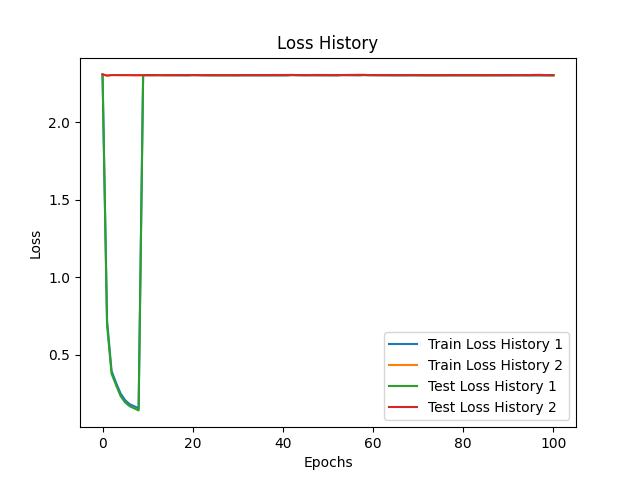 Loss History
2.0
1.5
1.0
0.5
Loss
Train Loss History 1
Train Loss History 2
Test Loss History 1
Test Loss History 2
0 20 40 60 80 100
Epochs